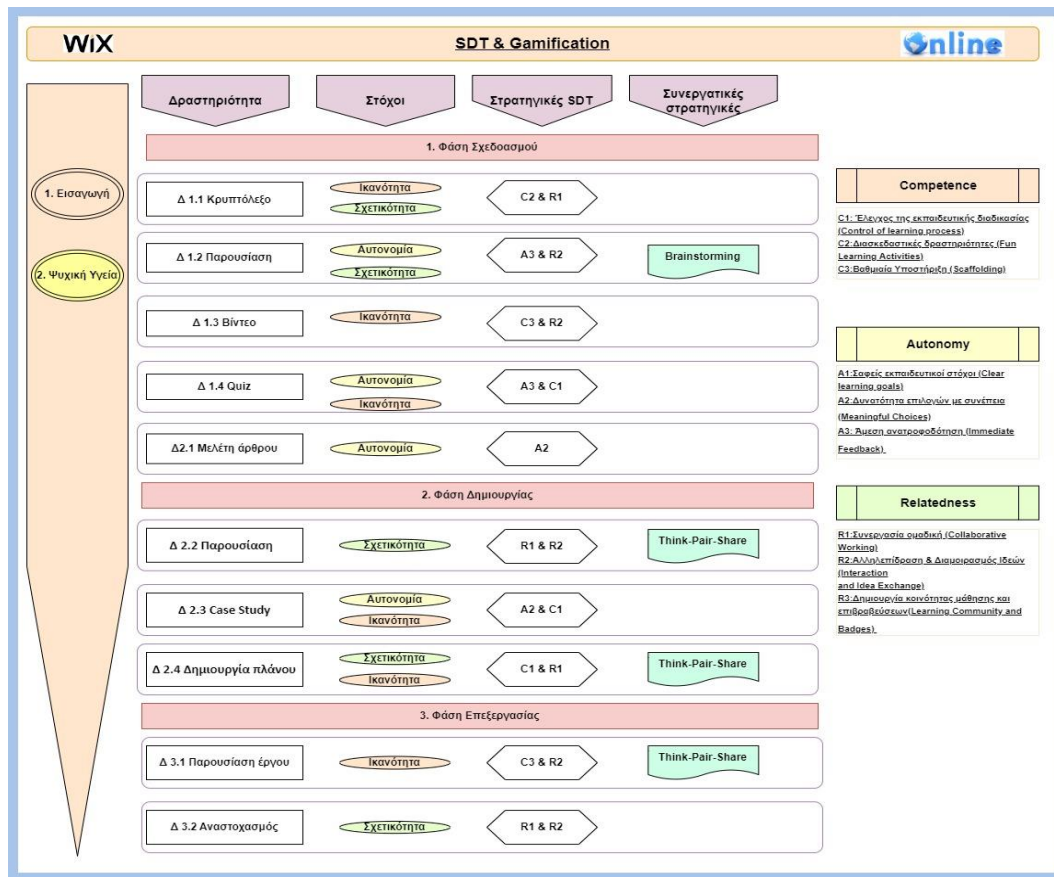 WiX
SDT & Gamification
Online
Δραστηριότητα
Στόχοι
Στρατηγικές SDT
Συνεργατικές
στρατηγικές
1. Φάση Σχεδοασμού
1. Εισαγωγή
2. Ψυχική Υγεία
Δ 1.1 Κρυπτόλεξο
Ικανότητα
Σχετικότητα
C2 & R1
Δ 1.2 Παρουσίαση
Αυτονομία
Σχετικότητα
A3 & R2
Brainstorming
Δ 1.3 Βίντεο
Ικανότητα
C3 & R2
Δ 1.4 Quiz
Αυτονομία
Ικανότητα
A3 & C1
Δ2.1 Μελέτη άρθρου
Αυτονομία
A2
2. Φάση Δημιουργίας
Δ 2.2 Παρουσίαση
Σχετικότητα
R1 & R2
Think-Pair-Share
Δ 2.3 Case Study
Αυτονομία
Ικανότητα
A2 & C1
Δ 2.4 Δημιουργία πλάνου
Σχετικότητα
Ικανότητα
C1 & R1
Think-Pair-Share
3. Φάση Επεξεργασίας
Δ 3.1 Παρουσίαση έργου
Ικανότητα
C3 & R2
Think-Pair-Share
Δ 3.2 Αναστοχασμός
Σχετικότητα
R1 & R2
Competence
C1: Έλεγχος της εκπαιδευτικής διαδικασίας
(Control of learning process)
C2:Διασκεδαστικές δραστηριότητες (Fun
Learning Activities)
C3:Βαθμιαία Υποστήριξη (Scaffolding)
Autonomy
A1:Σαφείς εκπαιδευτικοί στόχοι (Clear
learning goals)
A2:Δυνατότητα επιλογών με συνέπεια
(Meaningful Choices)
A3: Άμεση ανατροφοδότηση (Immediate
Feedback)
Relatedness
R1:Συνεργασία ομαδική (Collaborative
Working)
R2:Αλληλεπίδραση & Διαμοιρασμός Ιδεών
(Interaction
and Idea Exchange)
R3:Δημιουργία κοινότητας μάθησης και
επιβραβεύσεων(Learning Community and
Badges)